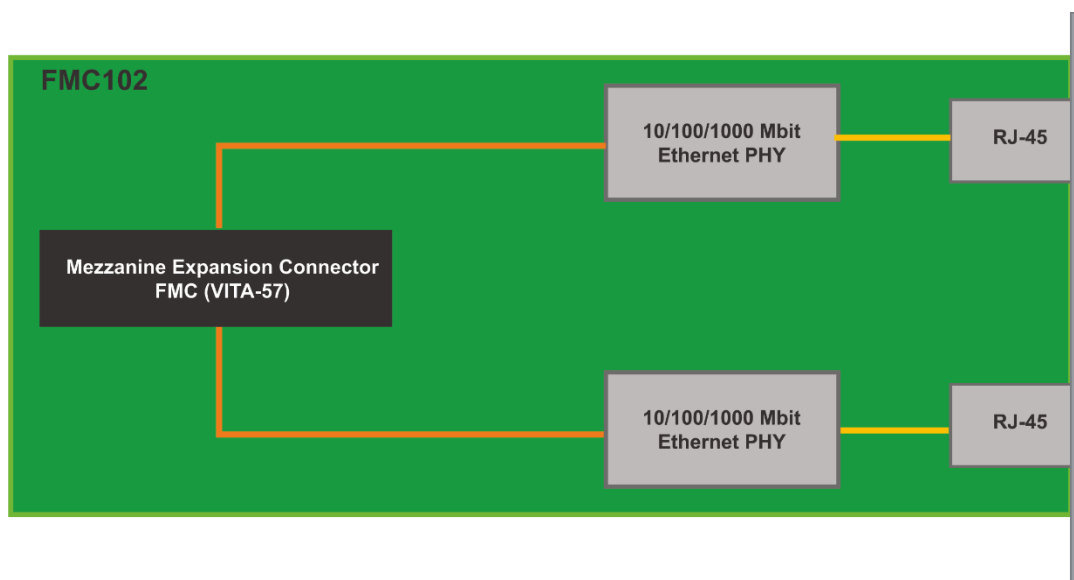 FMC102
10/100/1000 Mbit
Ethernet PHY
RJ-45
Mezzanine Expansion Connector
FMC (VITA-57)
10/100/1000 Mbit
Ethernet PHY
RJ-45